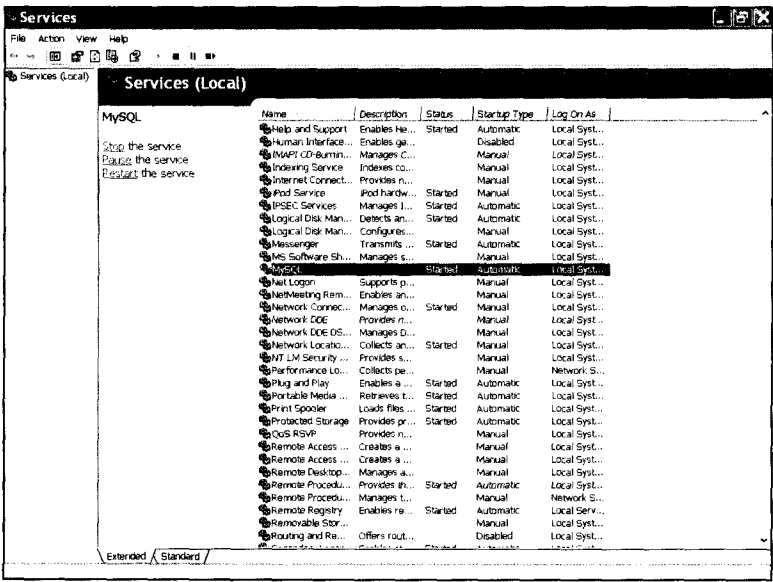 Services
File Action View Help
Services (Local)
Services (Local)
MySQL
Stop the service
Pause the service
Restart the service
Name Description Status Startup Type Log On As
Help and Support Enables He... Started Automatic Local Syst...
Human Interface... Enables ga... Disabled Local Syst...
IMAPI CD-Burnin... Manages C... Manual Local Syst...
Indexing Service Indexes co... Manual Local Syst...
Internet Connect... Provides n... Manual Local Syst...
iPod Service iPod hardw... Started Manual Local Syst...
IPSEC Services Manages I... Started Automatic Local Syst...
Logical Disk Man... Detects an... Started Automatic Local Syst...
Logical Disk Man... Configures... Manual Local Syst...
Messenger Transmits ... Started Automatic Local Syst...
MS Software Sh... Manages s... Manual Local Syst...
MySQL Started Automatic Local Syst...
Net Logon Supports p... Manual Local Syst...
NetMeeting Rem... Enables an... Manual Local Syst...
Network Connec... Manages o... Started Manual Local Syst...
Network DDE Provides n... Manual Local Syst...
Network DDE DS... Manages D... Manual Local Syst...
Network Locatio... Collects an... Started Manual Local Syst...
NT LM Security ... Provides s... Manual Local Syst...
Performance Lo... Collects pe... Manual Network S...
Plug and Play Enables a ... Started Automatic Local Syst...
Portable Media ... Retrieves t... Started Automatic Local Syst...
Print Spooler Loads files ... Started Automatic Local Syst...
Protected Storage Provides pr... Started Automatic Local Syst...
QoS RSVP Provides n... Manual Local Syst...
Remote Access ... Creates a ... Manual Local Syst...
Remote Access ... Creates a ... Manual Local Syst...
Remote Desktop... Manages a... Manual Local Syst...
Remote Procedu... Provides th... Started Automatic Local Syst...
Remote Procedu... Manages t... Manual Network S...
Remote Registry Enables re... Started Automatic Local Serv...
Removable Stor... Manual Local Syst...
Routing and Re... Offers rout... Disabled Local Syst...
Extended Standard